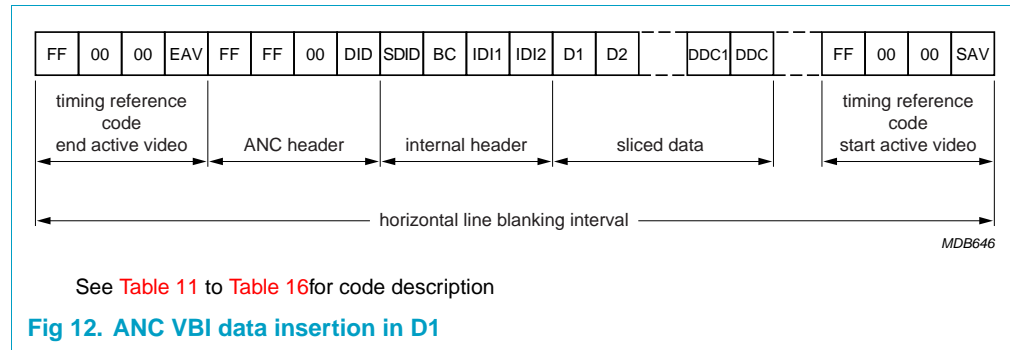 FF 00 00 EAV FF FF 00 DID SDID BC IDI1 IDI2 D1 D2 DDC1 DDC FF 00 00 SAV
timing reference
code
end active video
ANC header
internal header
sliced data
timing reference
code
start active video
horizontal line blanking interval
MDB646
See Table 11 to Table 16for code description
Fig 12. ANC VBI data insertion in D1